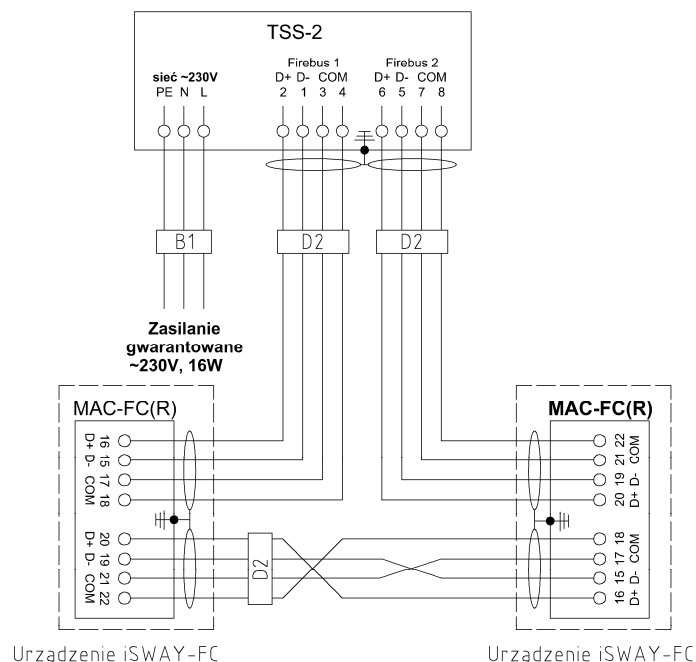 TSS-2
Firebus 1 Firebus 2
sieć ~230V D+ D- COM D+ D- COM
PE N L 2 1 3 4 6 5 7 8
B1 D2 D2
Zasilanie
gwarantowane
~230V, 16W
MAC-FC(R) MAC-FC(R)
D+ 16 22
D- 15 21 COM
COM 17 19 D-
COM 18 20 D+
D+ 20 18
D- 19 17 COM
COM 21 15 D-
COM 22 16 D+
D2
Urzadzenie iSWAY-FC Urzadzenie iSWAY-FC